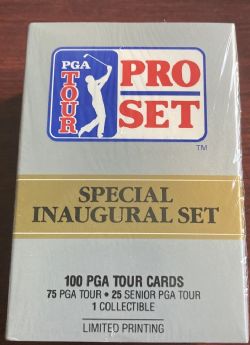 PGA
TOUR
PRO
SET
TM
SPECIAL
INAUGURAL SET
100 PGA TOUR CARDS
75 PGA TOUR • 25 SENIOR PGA TOUR
1 COLLECTIBLE
LIMITED PRINTING